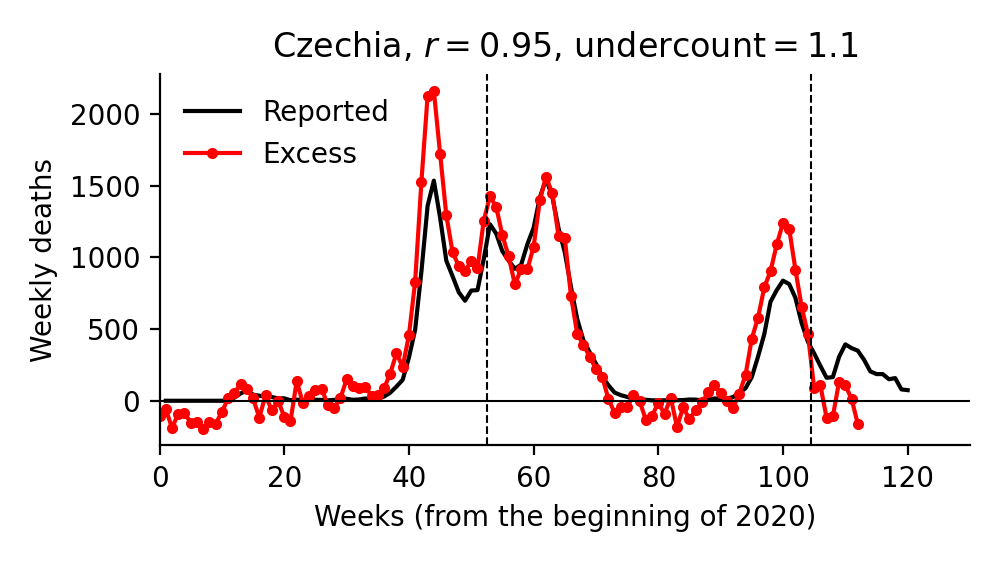 Czechia, r = 0.95, undercount = 1.1
Reported
Excess
Weekly deaths
2000
1500
1000
500
0
0 20 40 60 80 100 120
Weeks (from the beginning of 2020)